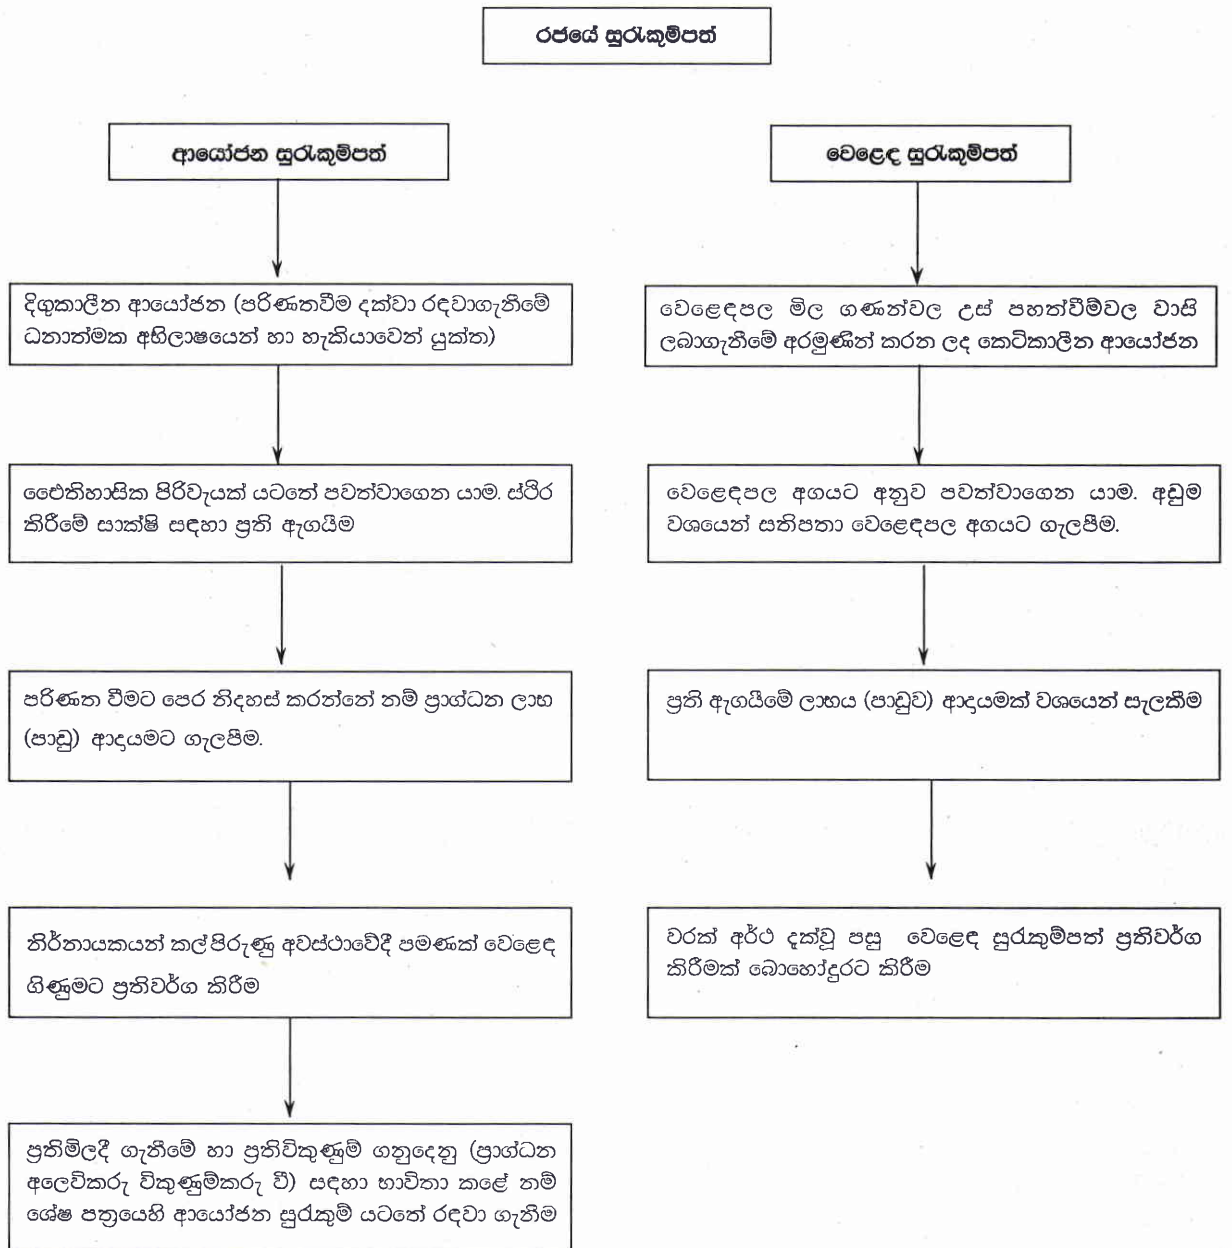 රජයේ සුරැකුම්පත්
ආයෝජන සුරැකුම්පත්
දිගුකාලීන ආයෝජන (පරිණතවීම දක්වා රඳවාගැනීමේ
ධනාත්මක අභිලාෂයෙන් හා හැකියාවෙන් යුක්ත)
ඓතිහාසික පිරිවැයක් යටතේ පවත්වාගෙන යාම. ස්ථිර
කිරීමේ සාක්ෂි සඳහා ප්‍රති ඇගයීම
පරිණත වීමට පෙර නිදහස් කරන්නේ නම් ප්‍රාග්ධන ලාභ
(පාඩු) ආදායමට ගැලපීම.
නිර්නායකයන් කල්පිරුණු අවස්ථාවේදී පමණක් වෙළෙඳ
ගිණුමට ප්‍රතිවර්ග කිරීම
ප්‍රතිමිලදී ගැනීමේ හා ප්‍රතිවිකුණුම් ගනුදෙනු (ප්‍රාග්ධන
අලෙවිකරු විකුණුම්කරු වී) සඳහා භාවිතා කළේ නම්
ශේෂ පත්‍රයෙහි ආයෝජන සුරැකුම් යටතේ රඳවා ගැනීම
වෙළෙඳ සුරැකුම්පත්
වෙළෙඳපල මිල ගණන්වල උස් පහත්වීම්වල වාසි
ලබාගැනීමේ අරමුණින් කරන ලද කෙටිකාලීන ආයෝජන
වෙළෙඳපල අගයට අනුව පවත්වාගෙන යාම. අඩුම
වශයෙන් සතිපතා වෙළෙඳපල අගයට ගැලපීම.
ප්‍රති ඇගයීමේ ලාභය (පාඩුව) ආදායමක් වශයෙන් සැලකීම
වරක් අර්ථ දක්වූ පසු වෙළෙඳ සුරැකුම්පත් ප්‍රතිවර්ග
කිරීමක් බොහෝදුරට කිරීම